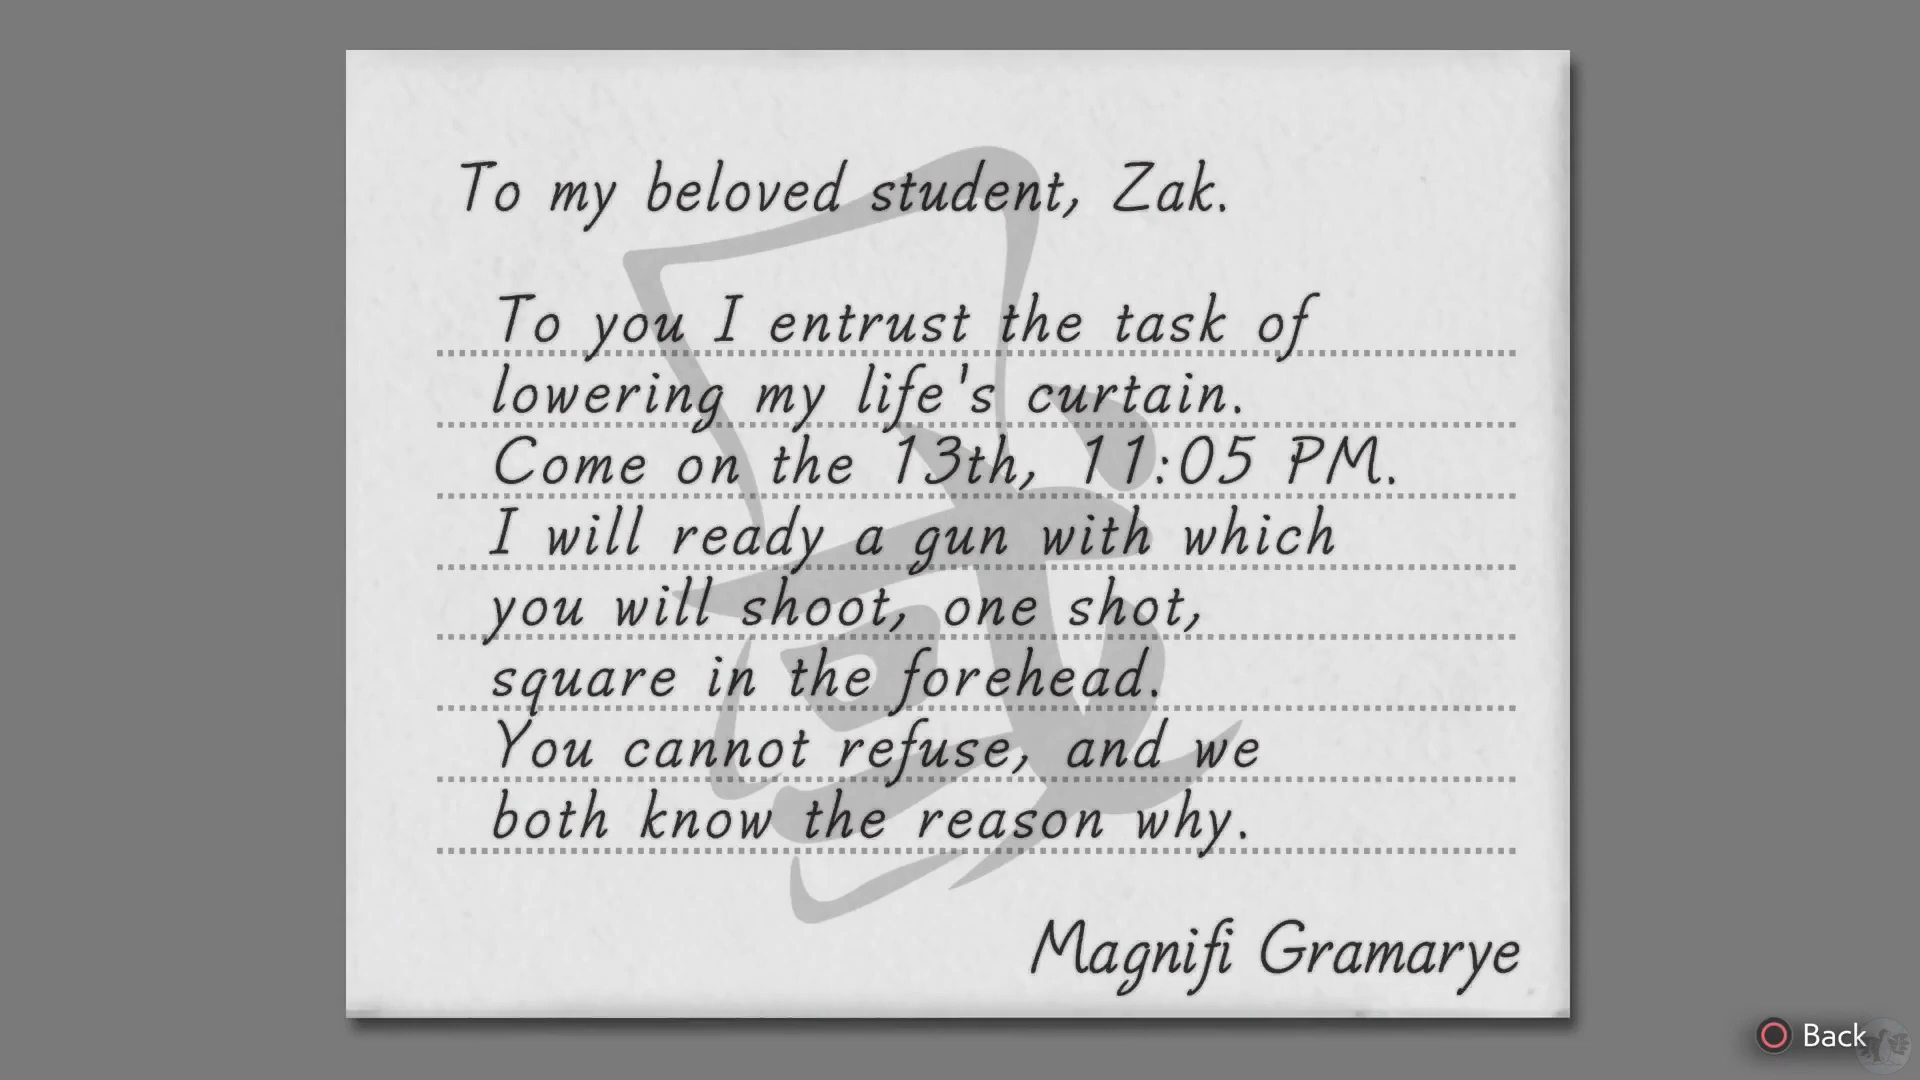 To my beloved student, Zak.
To you I entrust the task of
lowering my life's curtain.
Come on the 13th, 11:05 PM.
I will ready a gun with which
you will shoot, one shot,
square in the forehead.
You cannot refuse, and we
both know the reason why.
Magnifi Gramarye
Back